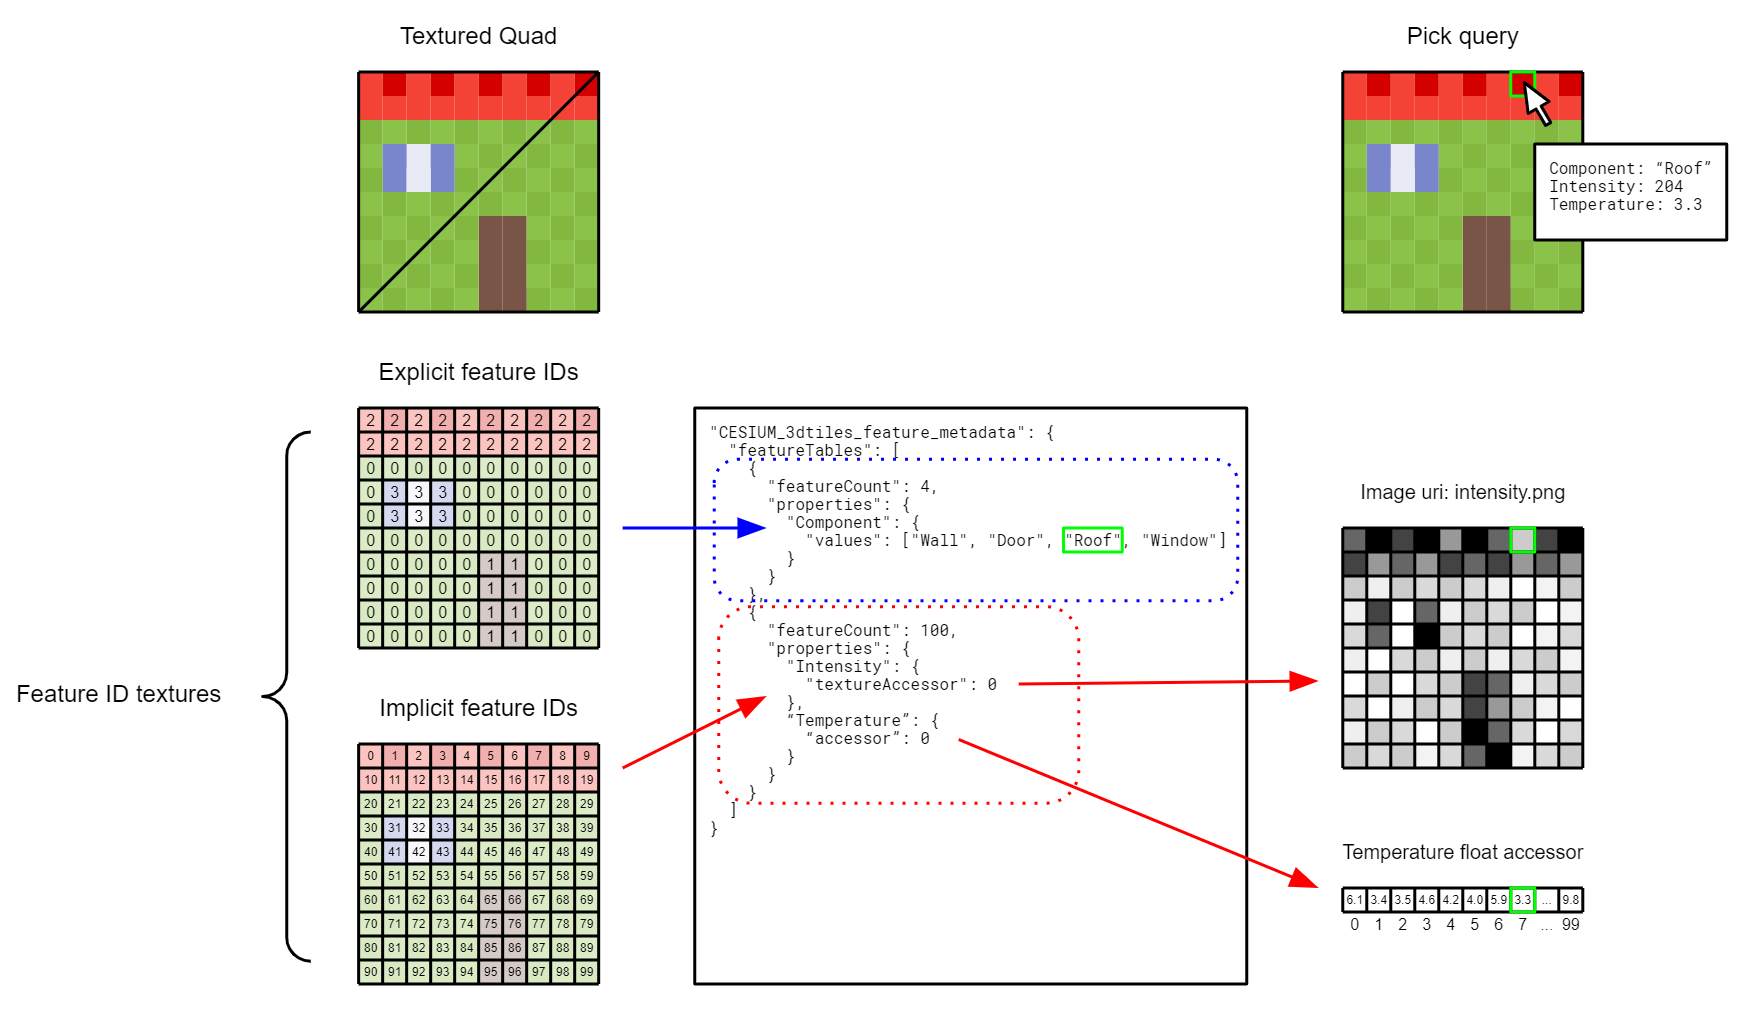 Textured Quad
Pick query
Component: “Roof”
Intensity: 204
Temperature: 3.3
Explicit feature IDs
2 2 2 2 2 2 2 2 2 2
2 2 2 2 2 2 2 2 2 2
0 0 0 0 0 0 0 0 0 0
0 3 3 3 0 0 0 0 0 0
0 3 3 3 0 0 0 0 0 0
0 0 0 0 0 0 0 0 0 0
0 0 0 0 0 1 1 0 0 0
0 0 0 0 0 1 1 0 0 0
0 0 0 0 0 1 1 0 0 0
0 0 0 0 0 1 1 0 0 0
Feature ID textures
Implicit feature IDs
0 1 2 3 4 5 6 7 8 9
10 11 12 13 14 15 16 17 18 19
20 21 22 23 24 25 26 27 28 29
30 31 32 33 34 35 36 37 38 39
40 41 42 43 44 45 46 47 48 49
50 51 52 53 54 55 56 57 58 59
60 61 62 63 64 65 66 67 68 69
70 71 72 73 74 75 76 77 78 79
80 81 82 83 84 85 86 87 88 89
90 91 92 93 94 95 96 97 98 99
"CESIUM_3dtiles_feature_metadata": {
"featureTables": [
{
"featureCount": 4,
"properties": {
"Component": {
"values": ["Wall", "Door", "Roof", "Window"]
}
}
},
{
"featureCount": 100,
"properties": {
"Intensity": {
"textureAccessor": 0
},
“Temperature”: {
“accessor”: 0
}
}
}
]
}
Image uri: intensity.png
Temperature float accessor
6.1 3.4 3.5 4.6 4.2 4.0 5.9 3.3 ... 9.8
0 1 2 3 4 5 6 7 ... 99